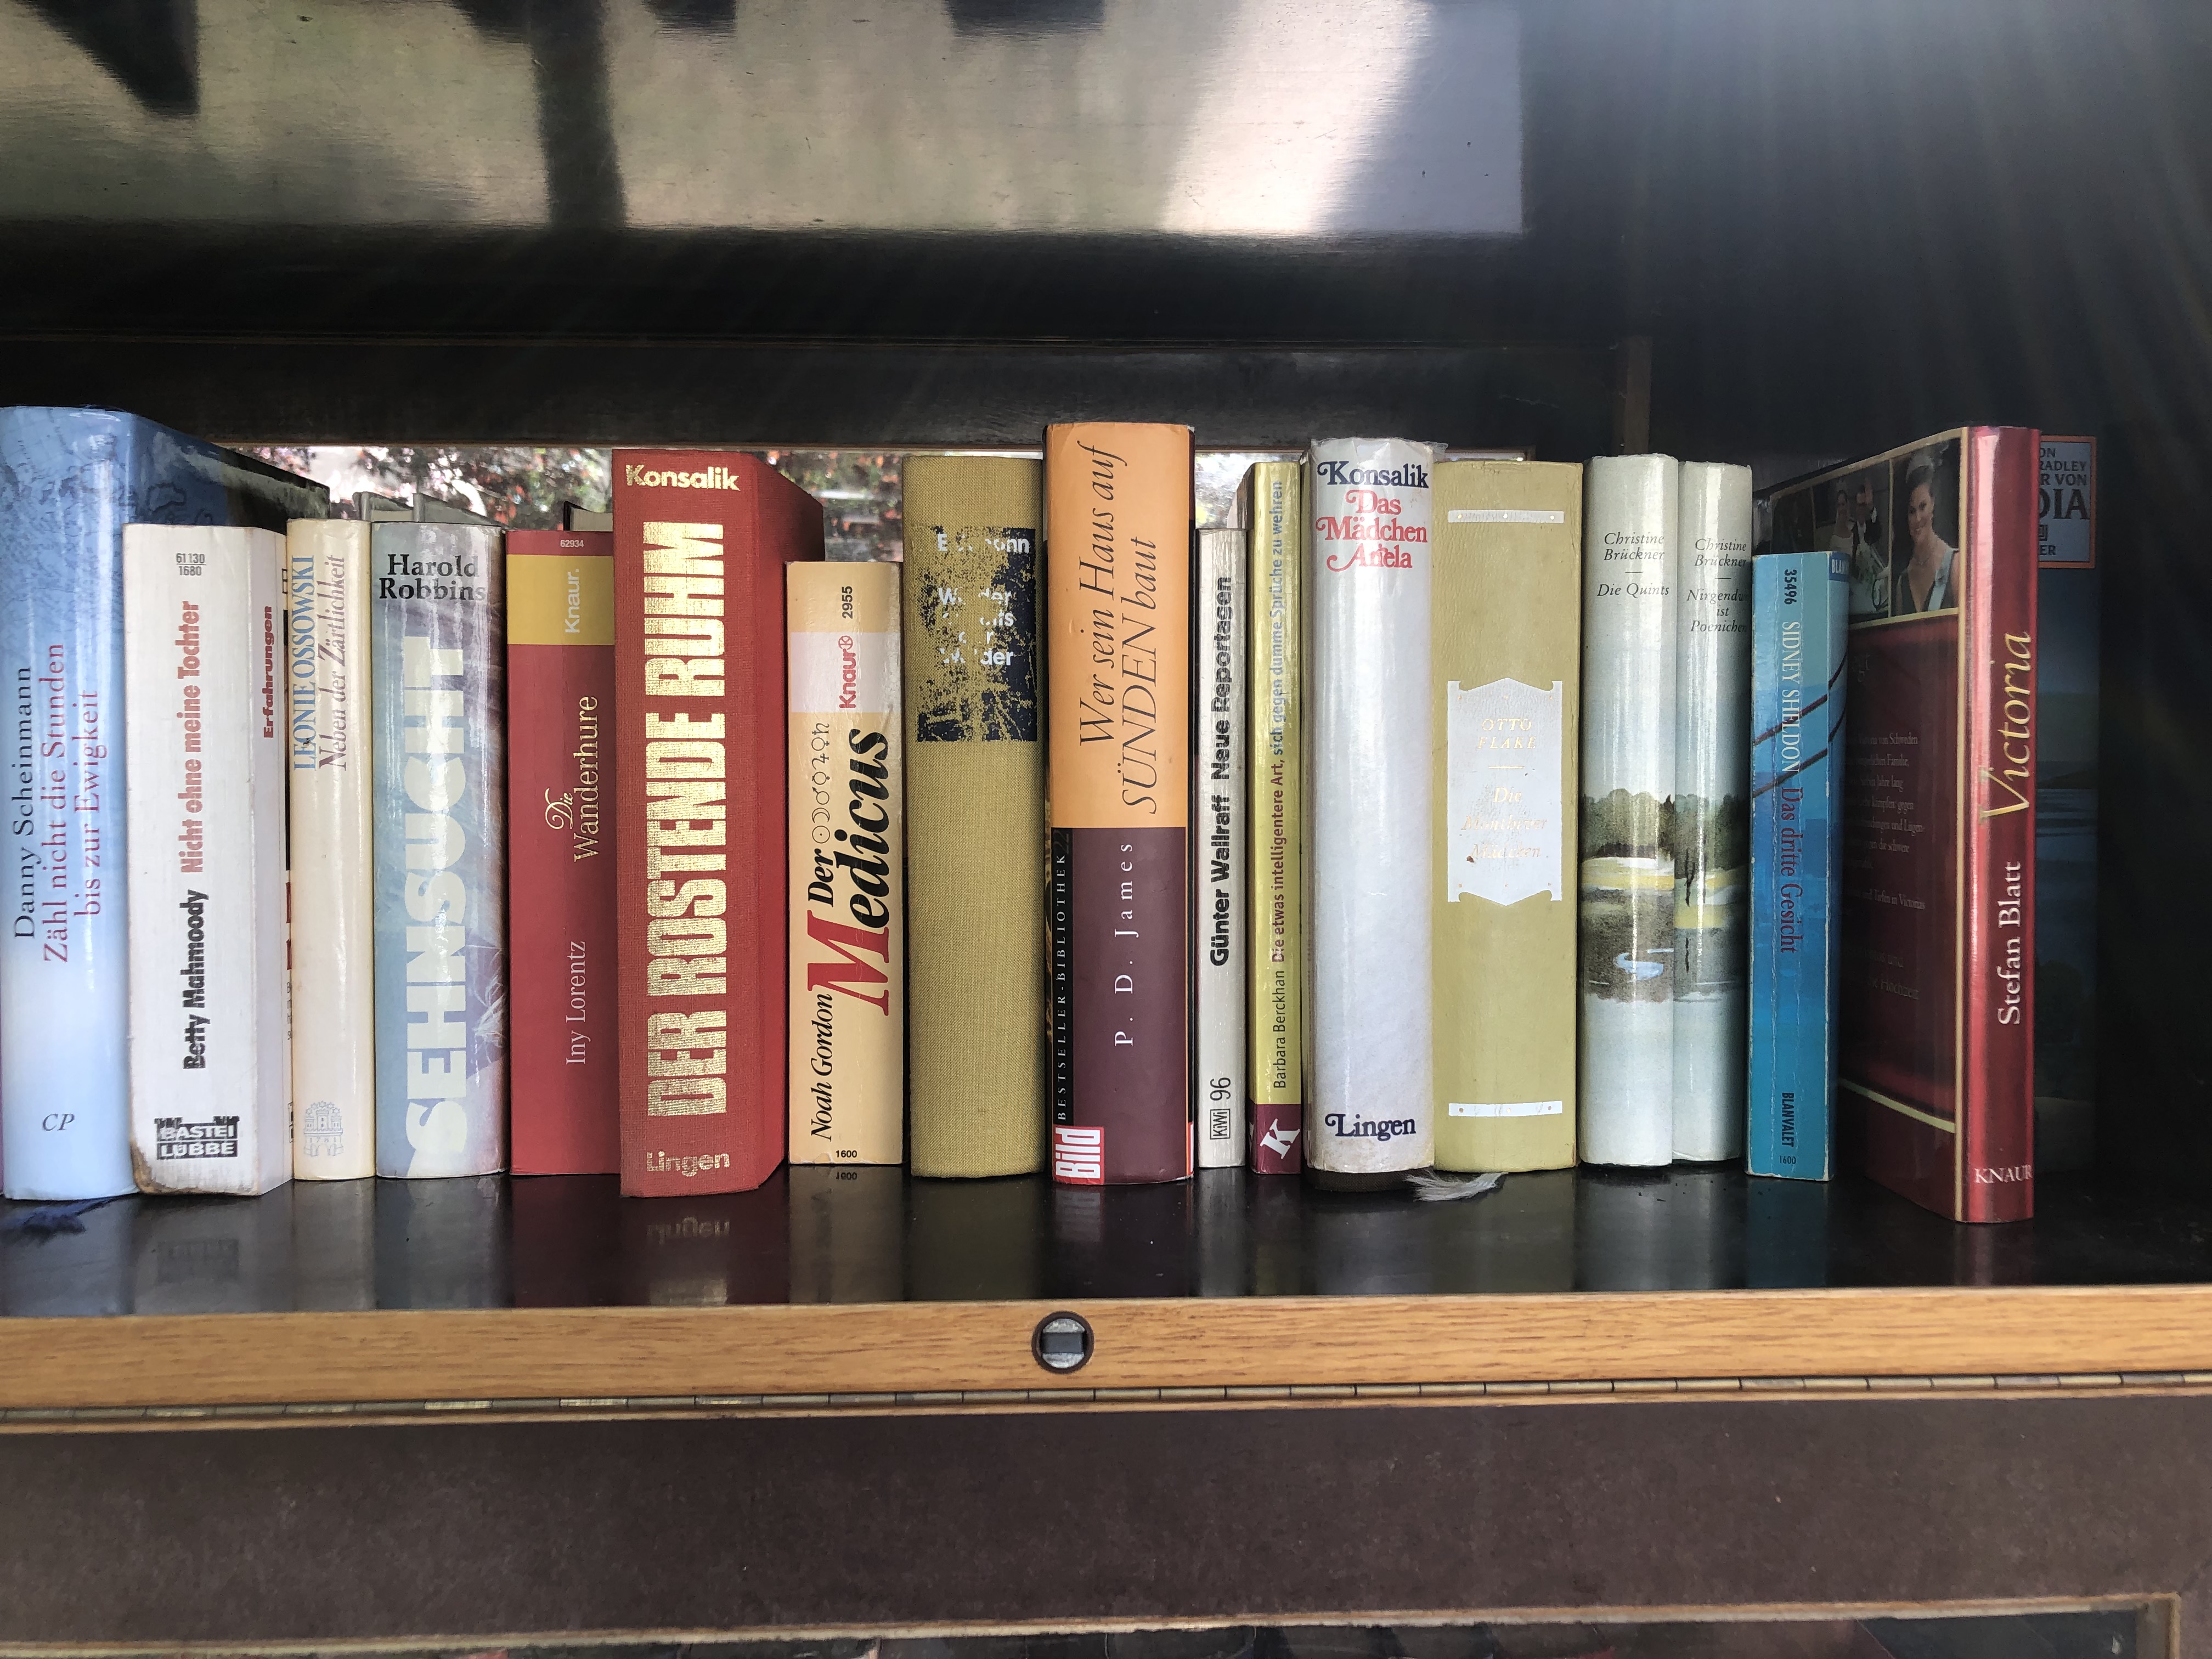 Danny Scheinmann
Zähl nicht die Stunden
bis zur Ewigkeit
CP
61130
1680
Betty Mahmoody Nicht ohne meine Tochter
Erfahrungen
BASTEI
LÜBBE
LEONIE OSSOWSKI
Neben der Zärtlichkeit
Harold
Robbins
SEHNSUCHT
62934
Knaur.
Iny Lorentz
Die
Wanderhure
Konsalik
DER ROSTENDE RUHM
Lingen
2955
Knaur
Noah Gordon
Der
Medicus
1600
Wer sein Haus auf
SÜNDEN baut
P. D. James
BESTSELLER-BIBLIOTHEK
Bild
Günter Wallraff Neue Reportagen
KiWi 96
Barbara Berckhan Die etwas intelligentere Art, sich gegen dumme Sprüche zu wehren
K
Konsalik
Das
Mädchen
Ariela
Lingen
OTTO
FLAKE
Die
Christine
Brückner
Die Quints
Christine
Brückner
ist
Poenichen
35496
SIDNEY SHELDON Das dritte Gesicht
BLANVALET
1600
Victoria
Stefan Blatt
KNAUR